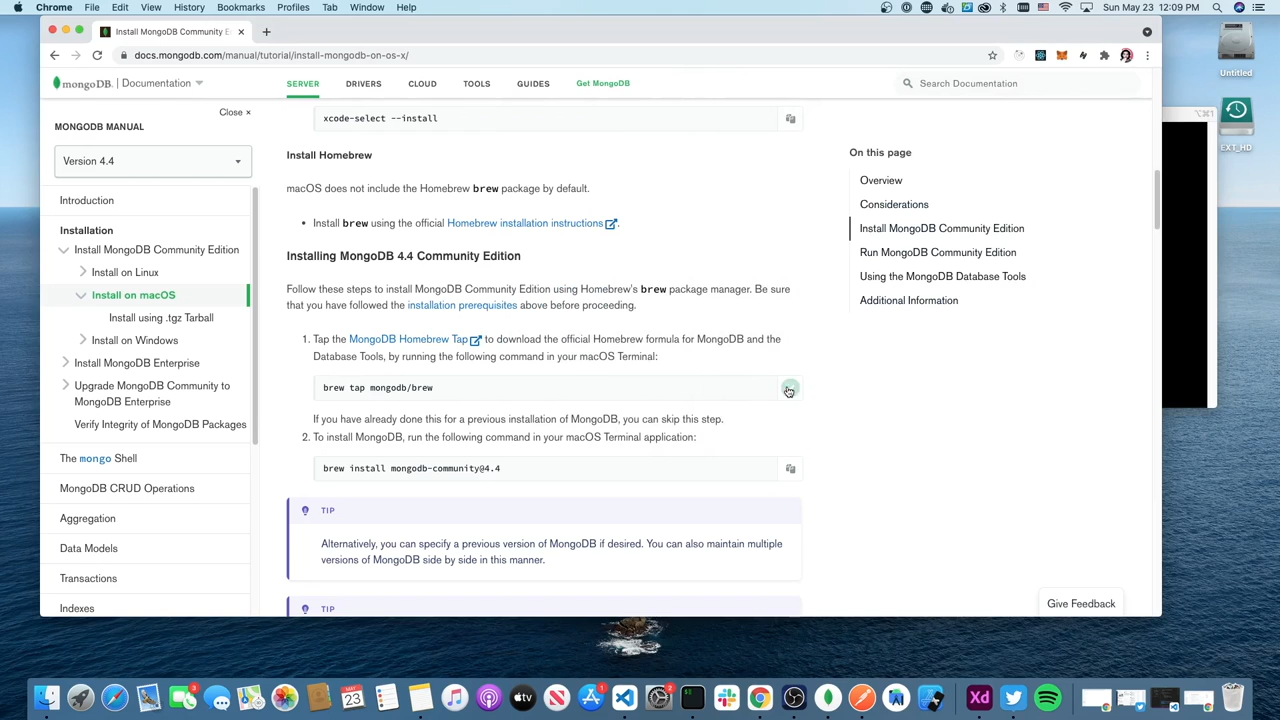 Chrome File Edit View History Bookmarks Profiles Tab Window Help Sun May 23 12:09 PM
Install MongoDB Community E
docs.mongodb.com/manual/tutorial/install-mongodb-on-os-x/
Untitled
mongoDB. Documentation SERVER DRIVERS CLOUD TOOLS GUIDES Get MongoDB Search Documentation
⌥⌘1
EXT_HD
Close ×
MONGODB MANUAL
Version 4.4
Introduction
Installation
Install MongoDB Community Edition
Install on Linux
Install on macOS
Install using .tgz Tarball
Install on Windows
Install MongoDB Enterprise
Upgrade MongoDB Community to
MongoDB Enterprise
Verify Integrity of MongoDB Packages
The mongo Shell
MongoDB CRUD Operations
Aggregation
Data Models
Transactions
Indexes
xcode-select --install
Install Homebrew
macOS does not include the Homebrew brew package by default.
• Install brew using the official Homebrew installation instructions.
Installing MongoDB 4.4 Community Edition
Follow these steps to install MongoDB Community Edition using Homebrew's brew package manager. Be sure
that you have followed the installation prerequisites above before proceeding.
1. Tap the MongoDB Homebrew Tap to download the official Homebrew formula for MongoDB and the
Database Tools, by running the following command in your macOS Terminal:
brew tap mongodb/brew
If you have already done this for a previous installation of MongoDB, you can skip this step.
2. To install MongoDB, run the following command in your macOS Terminal application:
brew install mongodb-community@4.4
TIP
Alternatively, you can specify a previous version of MongoDB if desired. You can also maintain multiple
versions of MongoDB side by side in this manner.
TIP
On this page
Overview
Considerations
Install MongoDB Community Edition
Run MongoDB Community Edition
Using the MongoDB Database Tools
Additional Information
Give Feedback